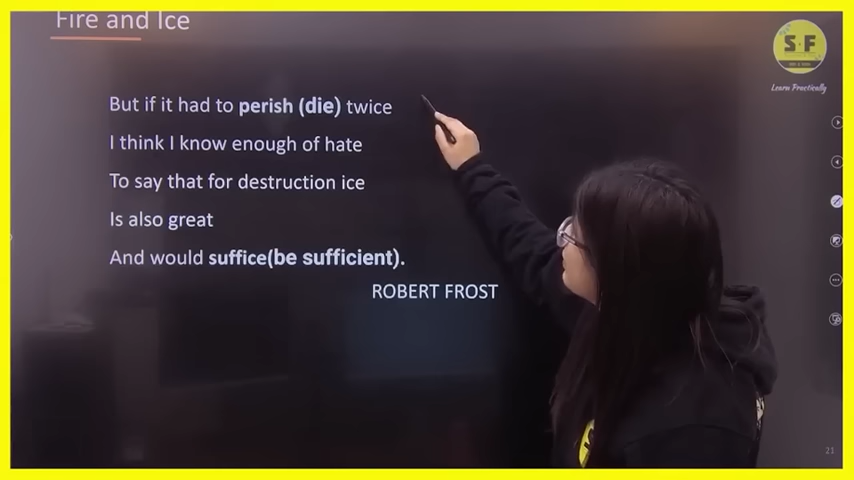 Fire and Ice
S F
Learn Practically
But if it had to perish (die) twice
I think I know enough of hate
To say that for destruction ice
Is also great
And would suffice(be sufficient).
ROBERT FROST
21